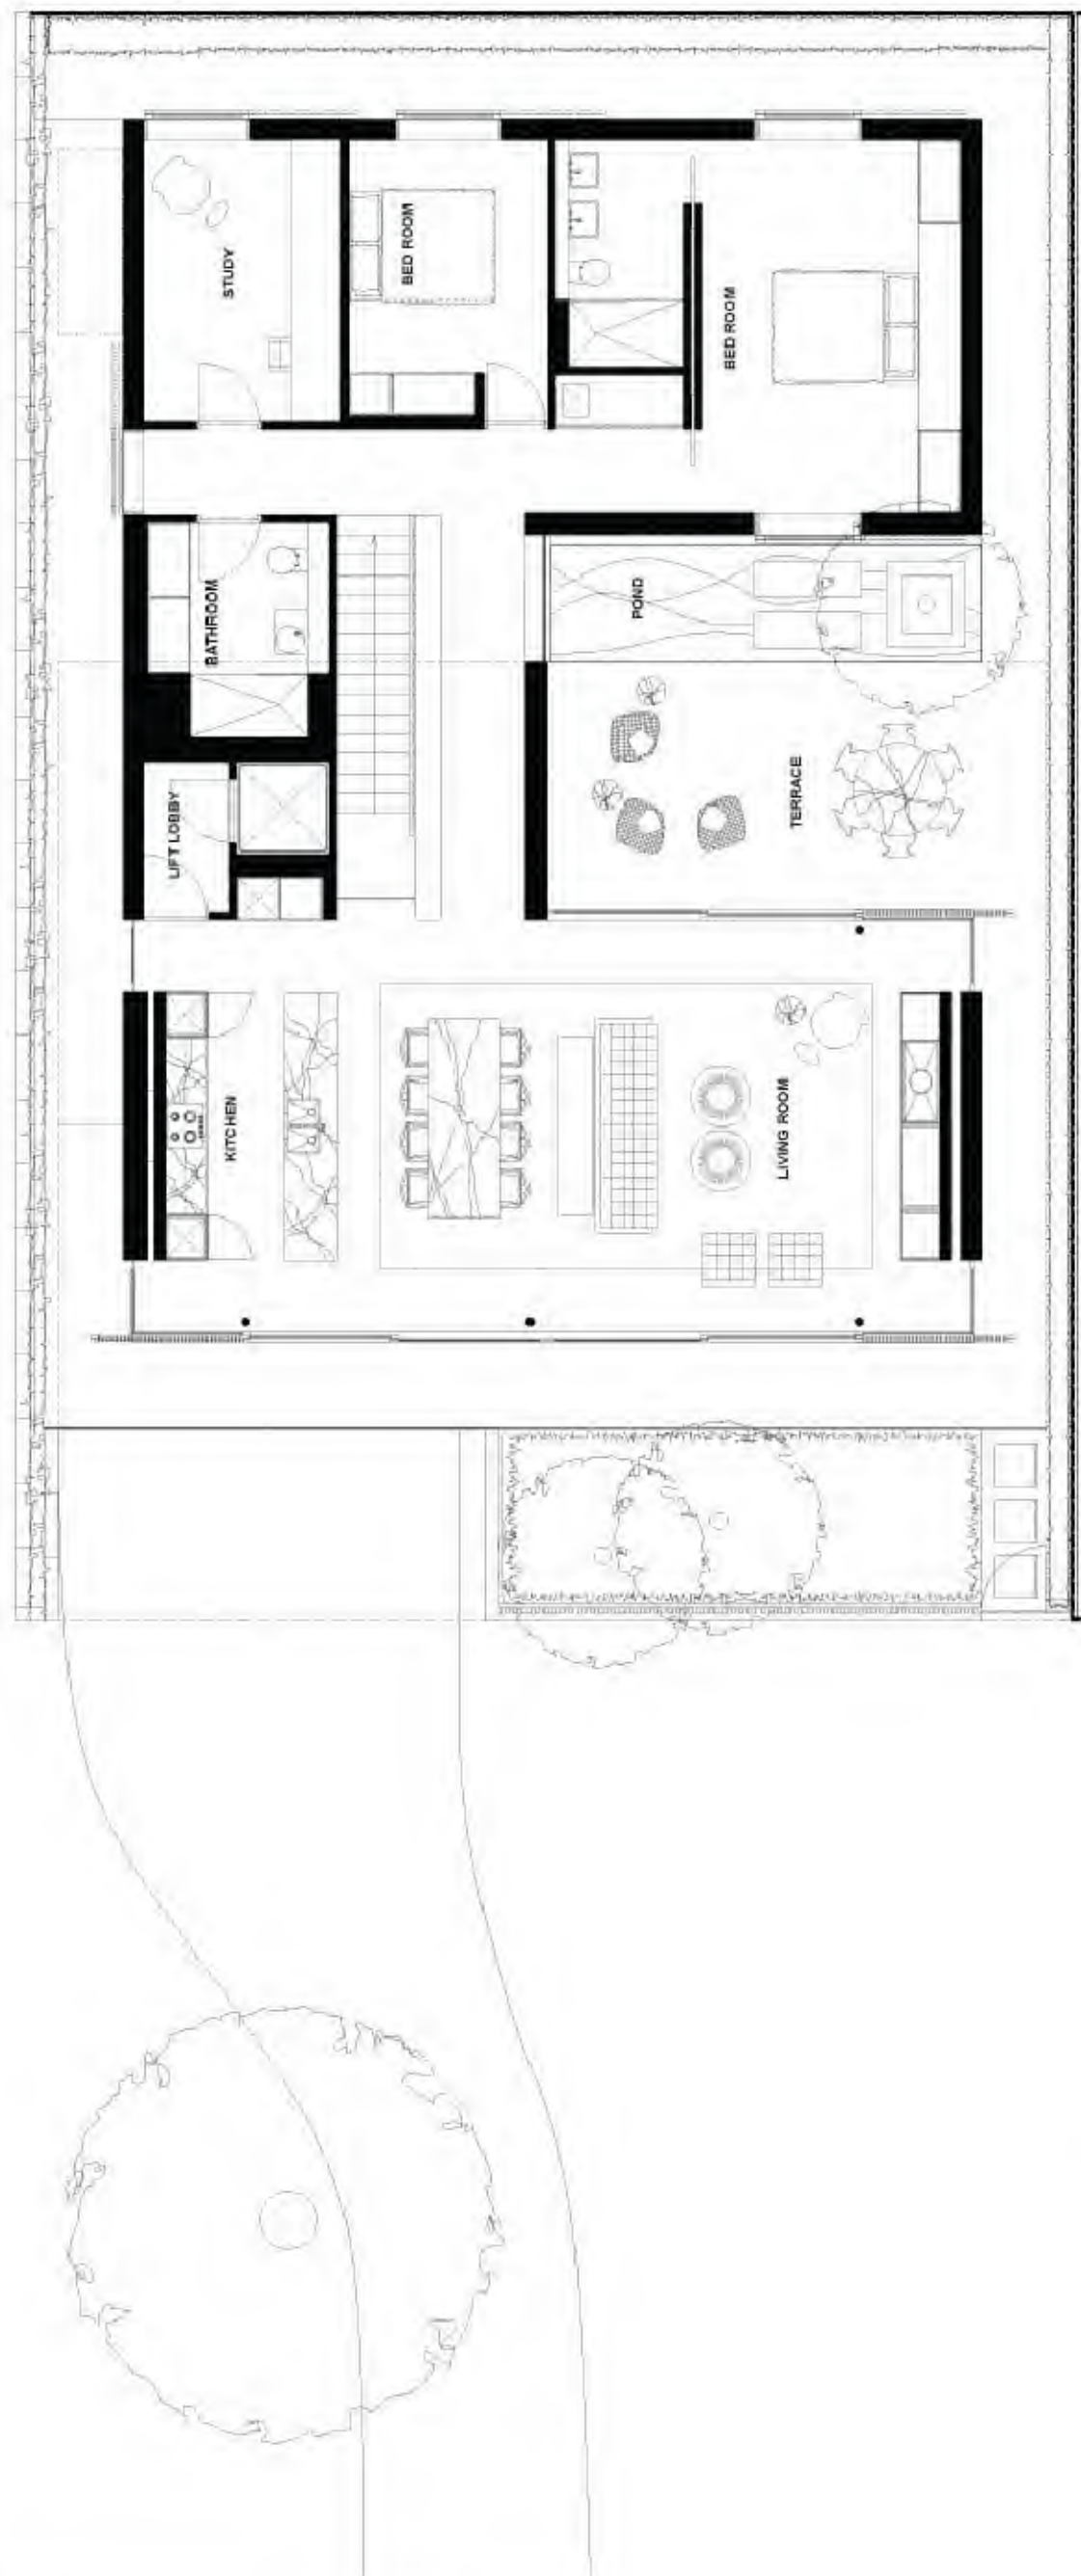 STUDY
BED ROOM
BED ROOM
BATHROOM
POND
LIFT LOBBY
TERRACE
KITCHEN
LIVING ROOM